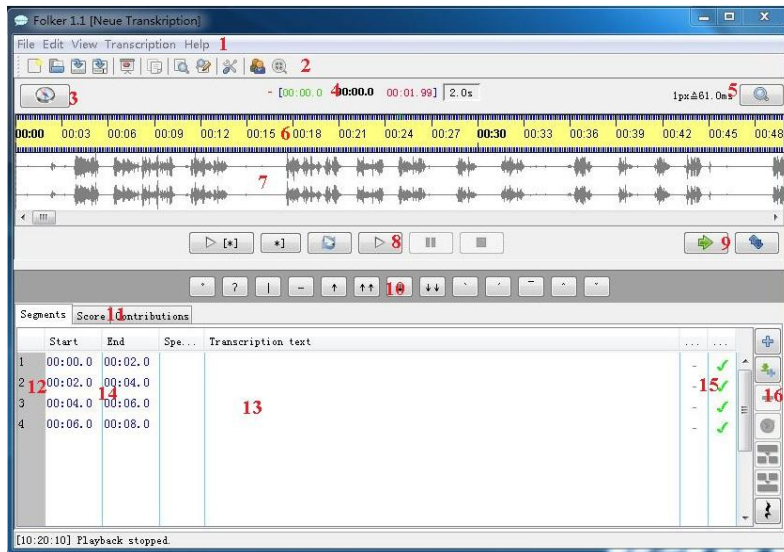 Folker 1.1 [Neue Transkription]
File Edit View Transcription Help 1
2
3 - [00:00.0 4 00:00.0 00:01.99] 2.0s 1px≙61.0ms 5
00:00 00:03 00:06 00:09 00:12 00:15 6 00:18 00:21 00:24 00:27 00:30 00:33 00:36 00:39 00:42 00:45 00:48
7
[*] *] 8 9
° ? | - ↑ ↑↑ 10 ↓↓ ` ´ ¯ ˆ ˇ
Segments Score 11 Contributions
Start End Spe... Transcription text ... ...
1 00:00.0 00:02.0 -
2 12 00:02.0 14 00:04.0 - 15 16
3 00:04.0 00:06.0 13 -
4 00:06.0 00:08.0 -
[10:20:10] Playback stopped.